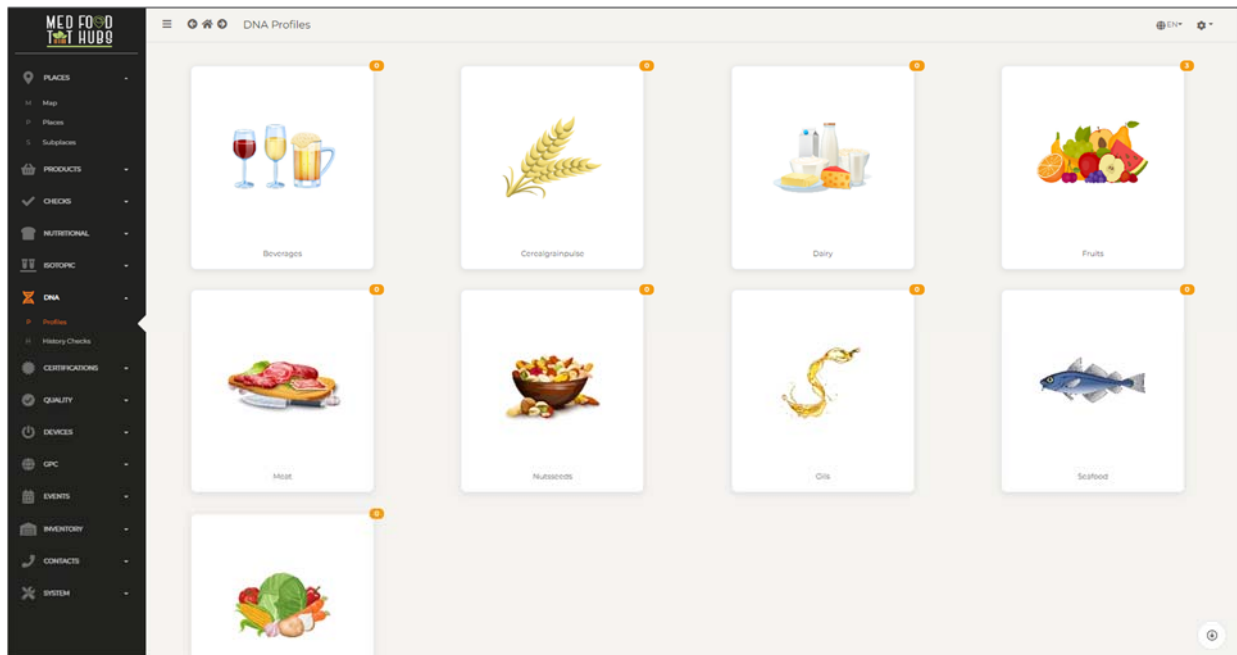 MED FOOD
TTT HUBS
DNA Profiles
EN
PLACES
M Map
P Places
S Subplaces
PRODUCTS
CHECKS
NUTRITIONAL
ISOTOPIC
DNA
P Profiles
H History Checks
CERTIFICATIONS
QUALITY
DEVICES
GPC
EVENTS
INVENTORY
CONTACTS
SYSTEM
0
0
0
3
Beverages
Cerealgrainpulse
Dairy
Fruits
0
0
0
0
Meat
Nutsseeds
Oils
Seafood
0